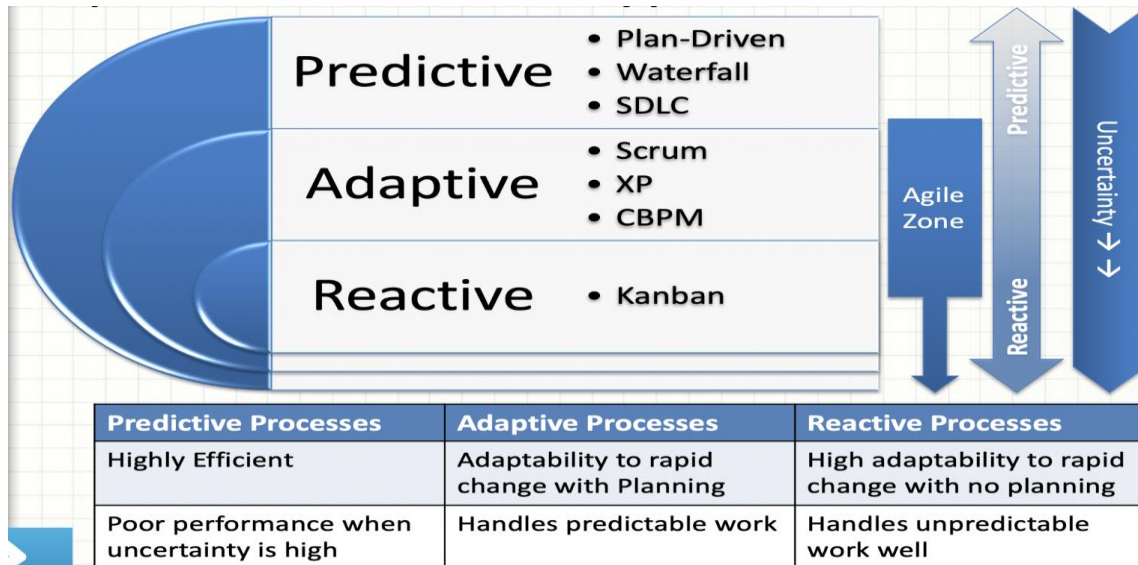 Predictive
• Plan-Driven
• Waterfall
• SDLC
Adaptive
• Scrum
• XP
• CBPM
Reactive
• Kanban
Agile
Zone
Predictive
Reactive
Uncertainty → →
Predictive Processes
Adaptive Processes
Reactive Processes
Highly Efficient
Adaptability to rapid
change with Planning
High adaptability to rapid
change with no planning
Poor performance when
uncertainty is high
Handles predictable work
Handles unpredictable
work well